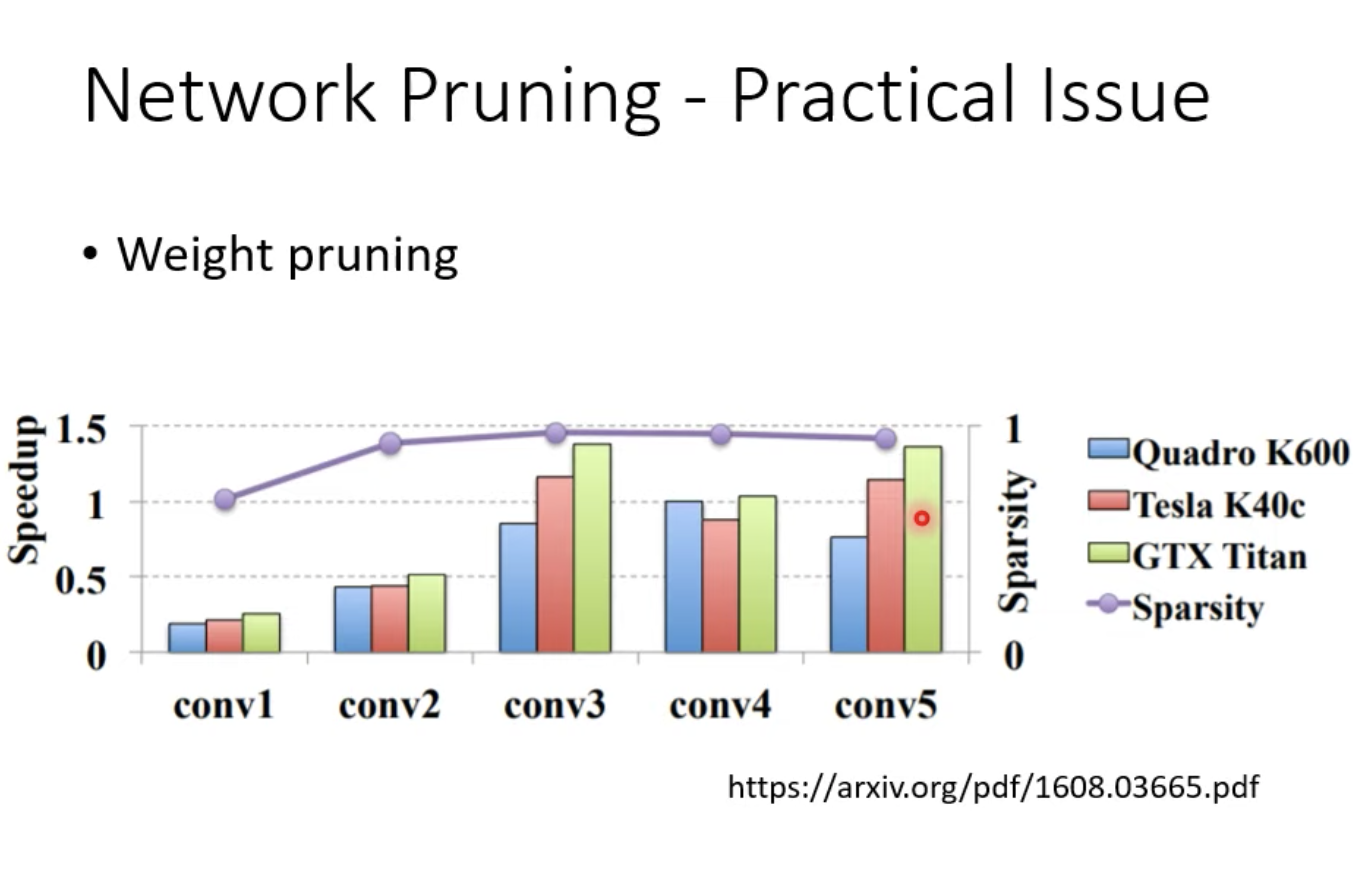 Network Pruning - Practical Issue
• Weight pruning
Speedup
1.5
1
0.5
0
conv1 conv2 conv3 conv4 conv5
1
0
Sparsity
Quadro K600
Tesla K40c
GTX Titan
Sparsity
https://arxiv.org/pdf/1608.03665.pdf